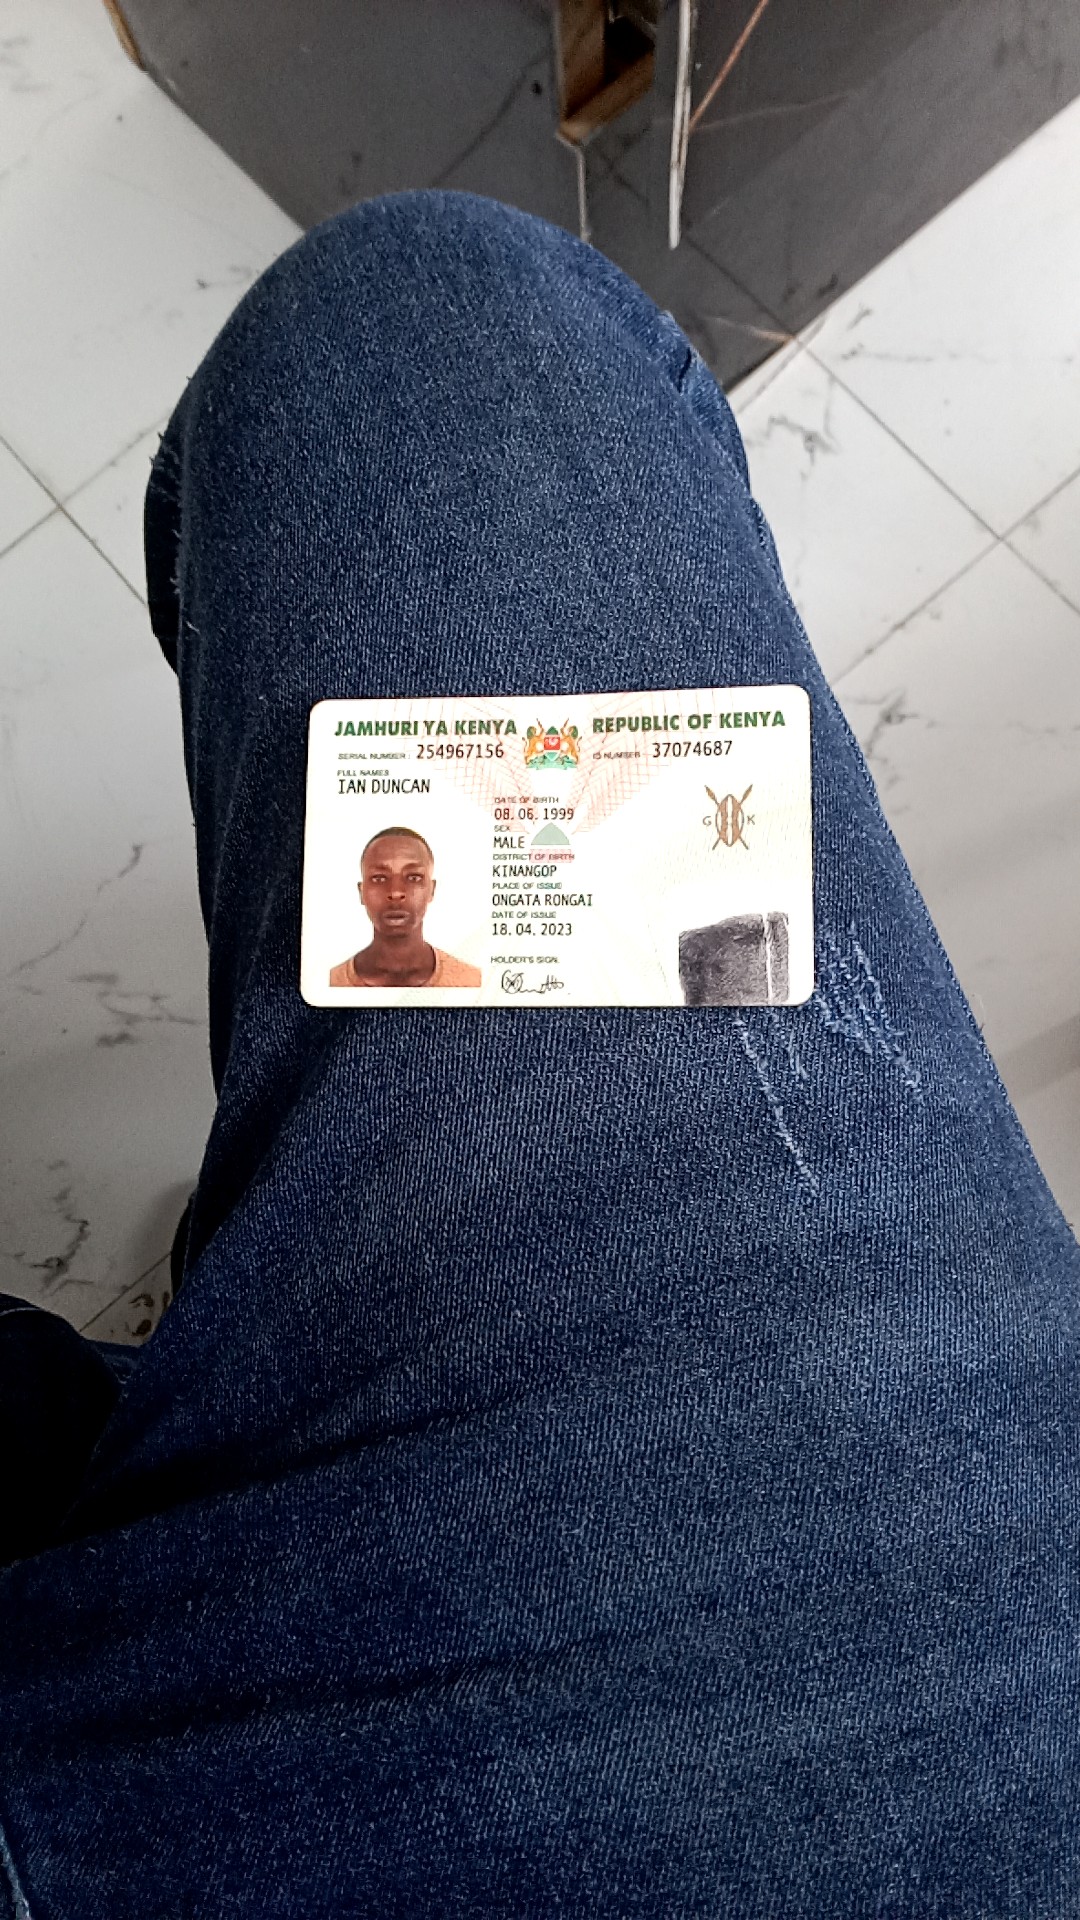 JAMHURI YA KENYA REPUBLIC OF KENYA
SERIAL NUMBER: 254967156 ID NUMBER: 37074687
FULL NAMES
IAN DUNCAN
DATE OF BIRTH
08. 06. 1999
SEX
MALE
DISTRICT OF BIRTH
KINANGOP
PLACE OF ISSUE
ONGATA RONGAI
DATE OF ISSUE
18. 04. 2023
HOLDER'S SIGN.
G K